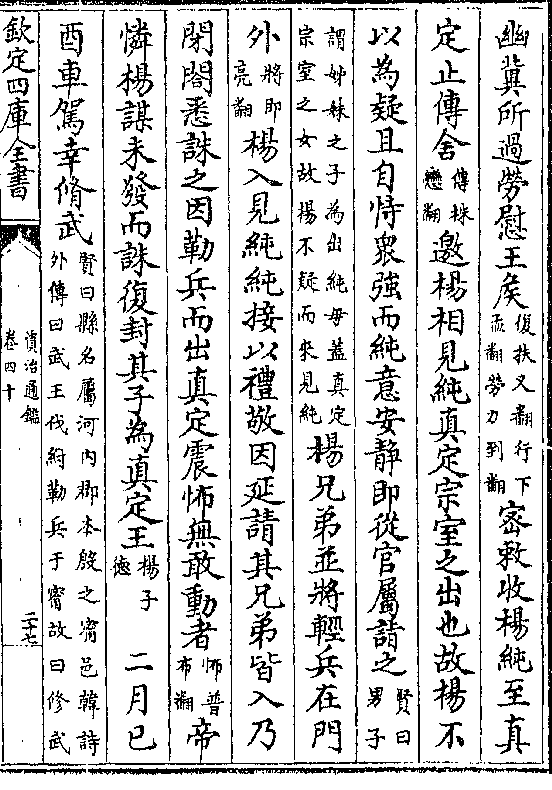 幽冀所過勞慰王矦復扶又翻行下孟翻勞力到翻密敕收楊純至真
定止傳舍傳株戀翻邀楊相見純真定宗室之出也故楊不
以為疑且自恃衆強而純意安静即從官屬詣之賢曰男子
謂姊妹之子為出純母蓋真定宗室之女故楊不疑而來見純楊兄弟並將輕兵在門
外將即亮翻楊入見純純接以禮敬因延請其兄弟皆入乃
閉閤悉誅之因勒兵而出真定震怖無敢動者怖普布翻帝
憐楊謀未發而誅復封其子為真定王楊子德二月已
酉車駕幸脩武賢曰縣名屬河内郡本殷之甯邑韓詩外傳曰武王伐紂勒兵于甯故曰修武
欽定四庫全書
資治通鑑
卷四十
二十七